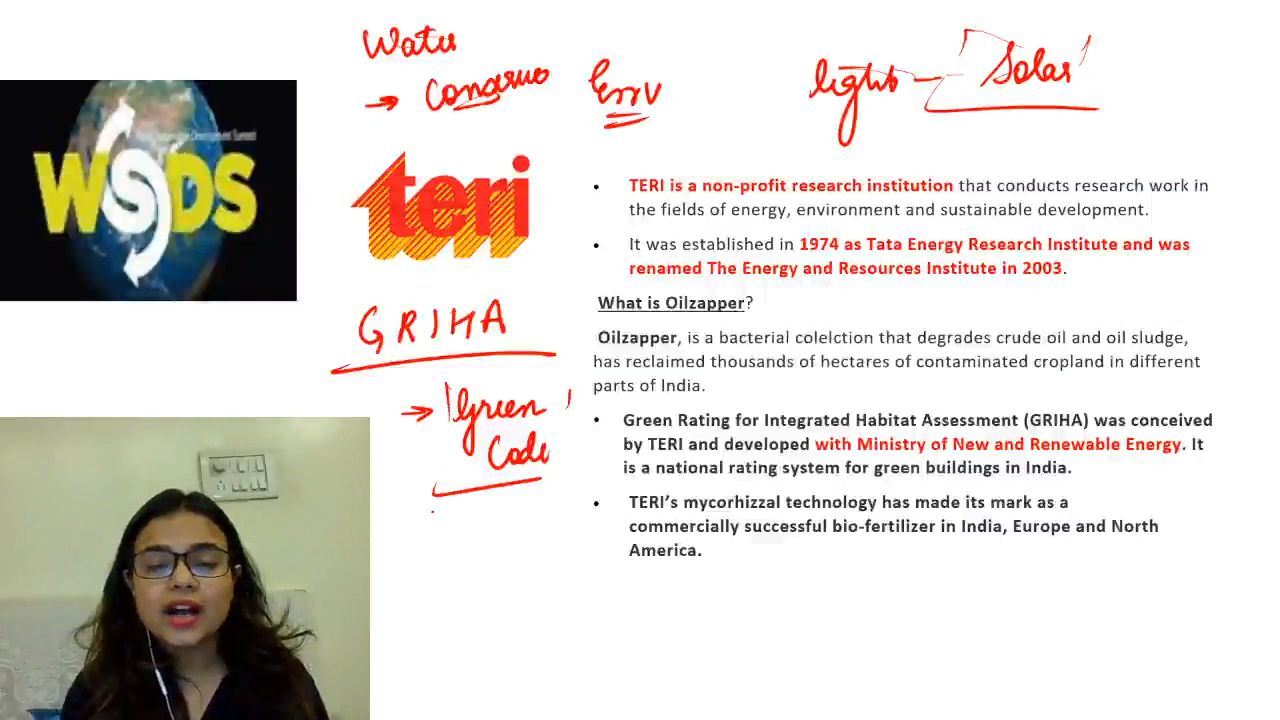 Water
→ Conserve
Env
light — 'Solar'
WSDS
teri
• TERI is a non-profit research institution that conducts research work in
the fields of energy, environment and sustainable development.
• It was established in 1974 as Tata Energy Research Institute and was
renamed The Energy and Resources Institute in 2003.
What is Oilzapper?
Oilzapper, is a bacterial colelction that degrades crude oil and oil sludge,
has reclaimed thousands of hectares of contaminated cropland in different
parts of India.
GRIHA
→ 'Green'
Code
• Green Rating for Integrated Habitat Assessment (GRIHA) was conceived
by TERI and developed with Ministry of New and Renewable Energy. It
is a national rating system for green buildings in India.
• TERI’s mycorhizzal technology has made its mark as a
commercially successful bio-fertilizer in India, Europe and North
America.